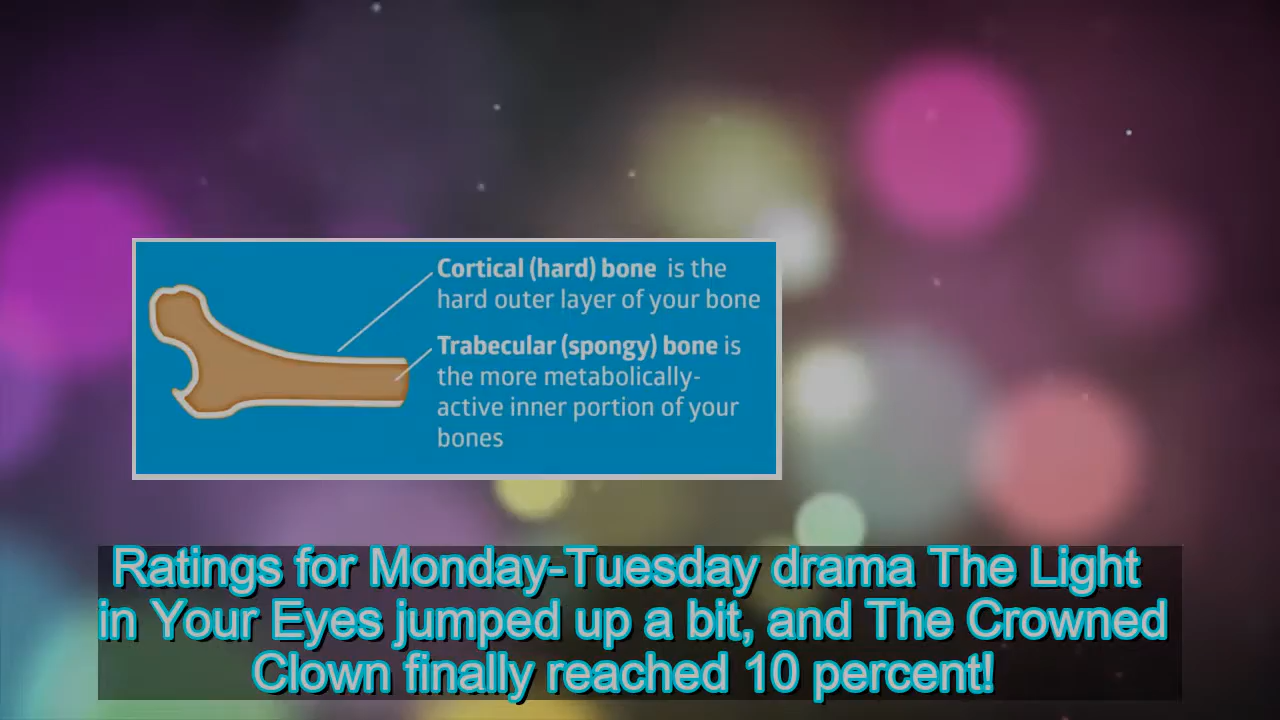 Cortical (hard) bone is the
hard outer layer of your bone
Trabecular (spongy) bone is
the more metabolically-
active inner portion of your
bones
Ratings for Monday-Tuesday drama The Light
in Your Eyes jumped up a bit, and The Crowned
Clown finally reached 10 percent!